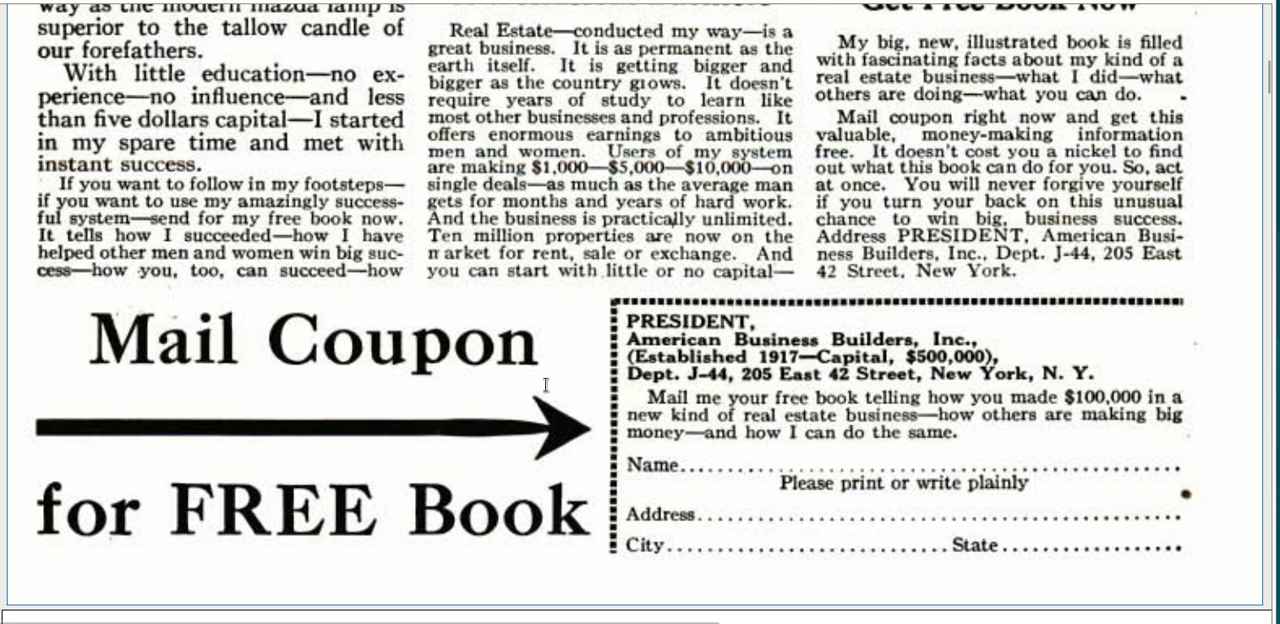 way as the modern mazda lamp is
superior to the tallow candle of
our forefathers.
With little education—no ex-
perience—no influence—and less
than five dollars capital—I started
in my spare time and met with
instant success.
If you want to follow in my footsteps—
if you want to use my amazingly success-
ful system—send for my free book now.
It tells how I succeeded—how I have
helped other men and women win big suc-
cess—how you, too, can succeed—how
Real Estate—conducted my way—is a
great business. It is as permanent as the
earth itself. It is getting bigger and
bigger as the country grows. It doesn't
require years of study to learn like
most other businesses and professions. It
offers enormous earnings to ambitious
men and women. Users of my system
are making $1,000—$5,000—$10,000—on
single deals—as much as the average man
gets for months and years of hard work.
And the business is practically unlimited.
Ten million properties are now on the
market for rent, sale or exchange. And
you can start with little or no capital—
Get Free Book Now
My big, new, illustrated book is filled
with fascinating facts about my kind of a
real estate business—what I did—what
others are doing—what you can do.
Mail coupon right now and get this
valuable, money-making information
free. It doesn't cost you a nickel to find
out what this book can do for you. So, act
at once. You will never forgive yourself
if you turn your back on this unusual
chance to win big, business success.
Address PRESIDENT, American Busi-
ness Builders, Inc., Dept. J-44, 205 East
42 Street, New York.
Mail Coupon
for FREE Book
PRESIDENT,
American Business Builders, Inc.,
(Established 1917—Capital, $500,000),
Dept. J-44, 205 East 42 Street, New York, N. Y.
Mail me your free book telling how you made $100,000 in a
new kind of real estate business—how others are making big
money—and how I can do the same.
Name
Please print or write plainly
Address
City State